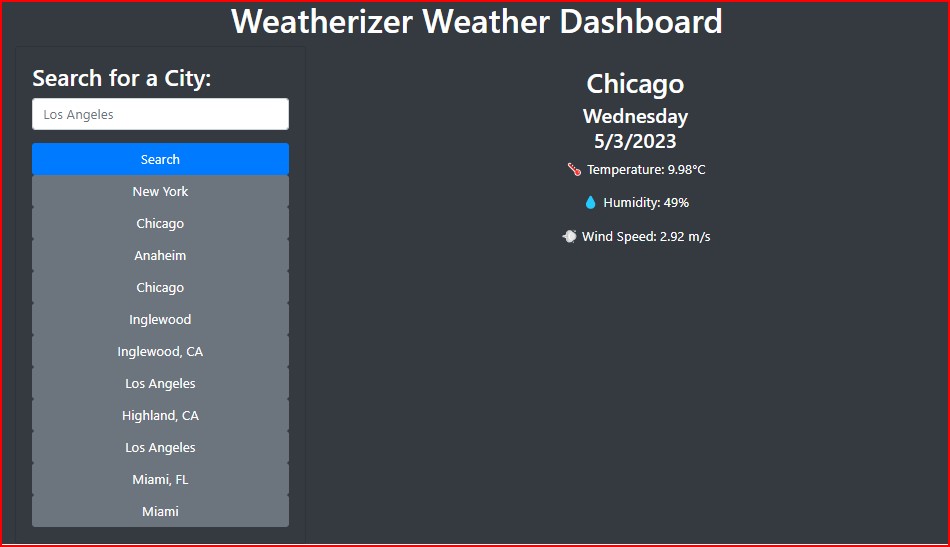 Weatherizer Weather Dashboard
Search for a City:
Los Angeles
Search
New York
Chicago
Anaheim
Chicago
Inglewood
Inglewood, CA
Los Angeles
Highland, CA
Los Angeles
Miami, FL
Miami
Chicago
Wednesday
5/3/2023
Temperature: 9.98°C
Humidity: 49%
Wind Speed: 2.92 m/s